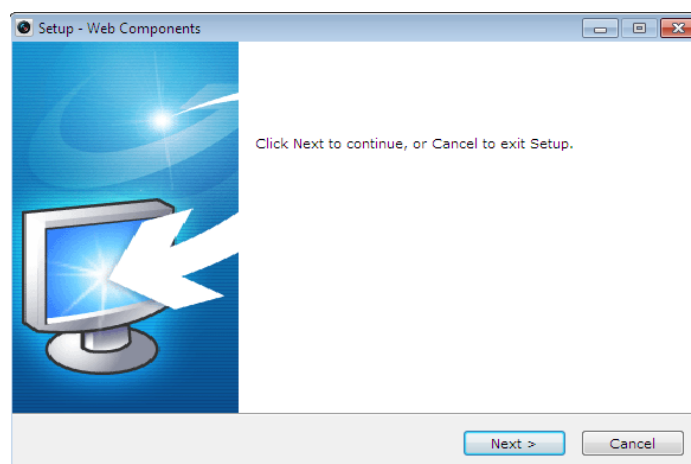 Setup - Web Components
Click Next to continue, or Cancel to exit Setup.
Next >
Cancel